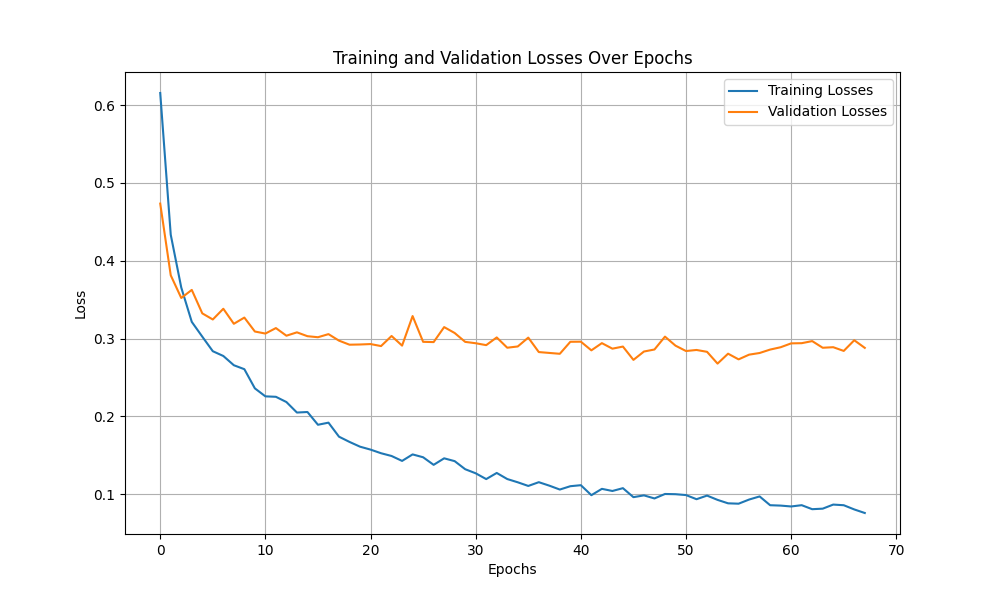 Training and Validation Losses Over Epochs
Training Losses
Validation Losses
0.6
0.5
0.4
0.3
0.2
0.1
Loss
0 10 20 30 40 50 60 70
Epochs